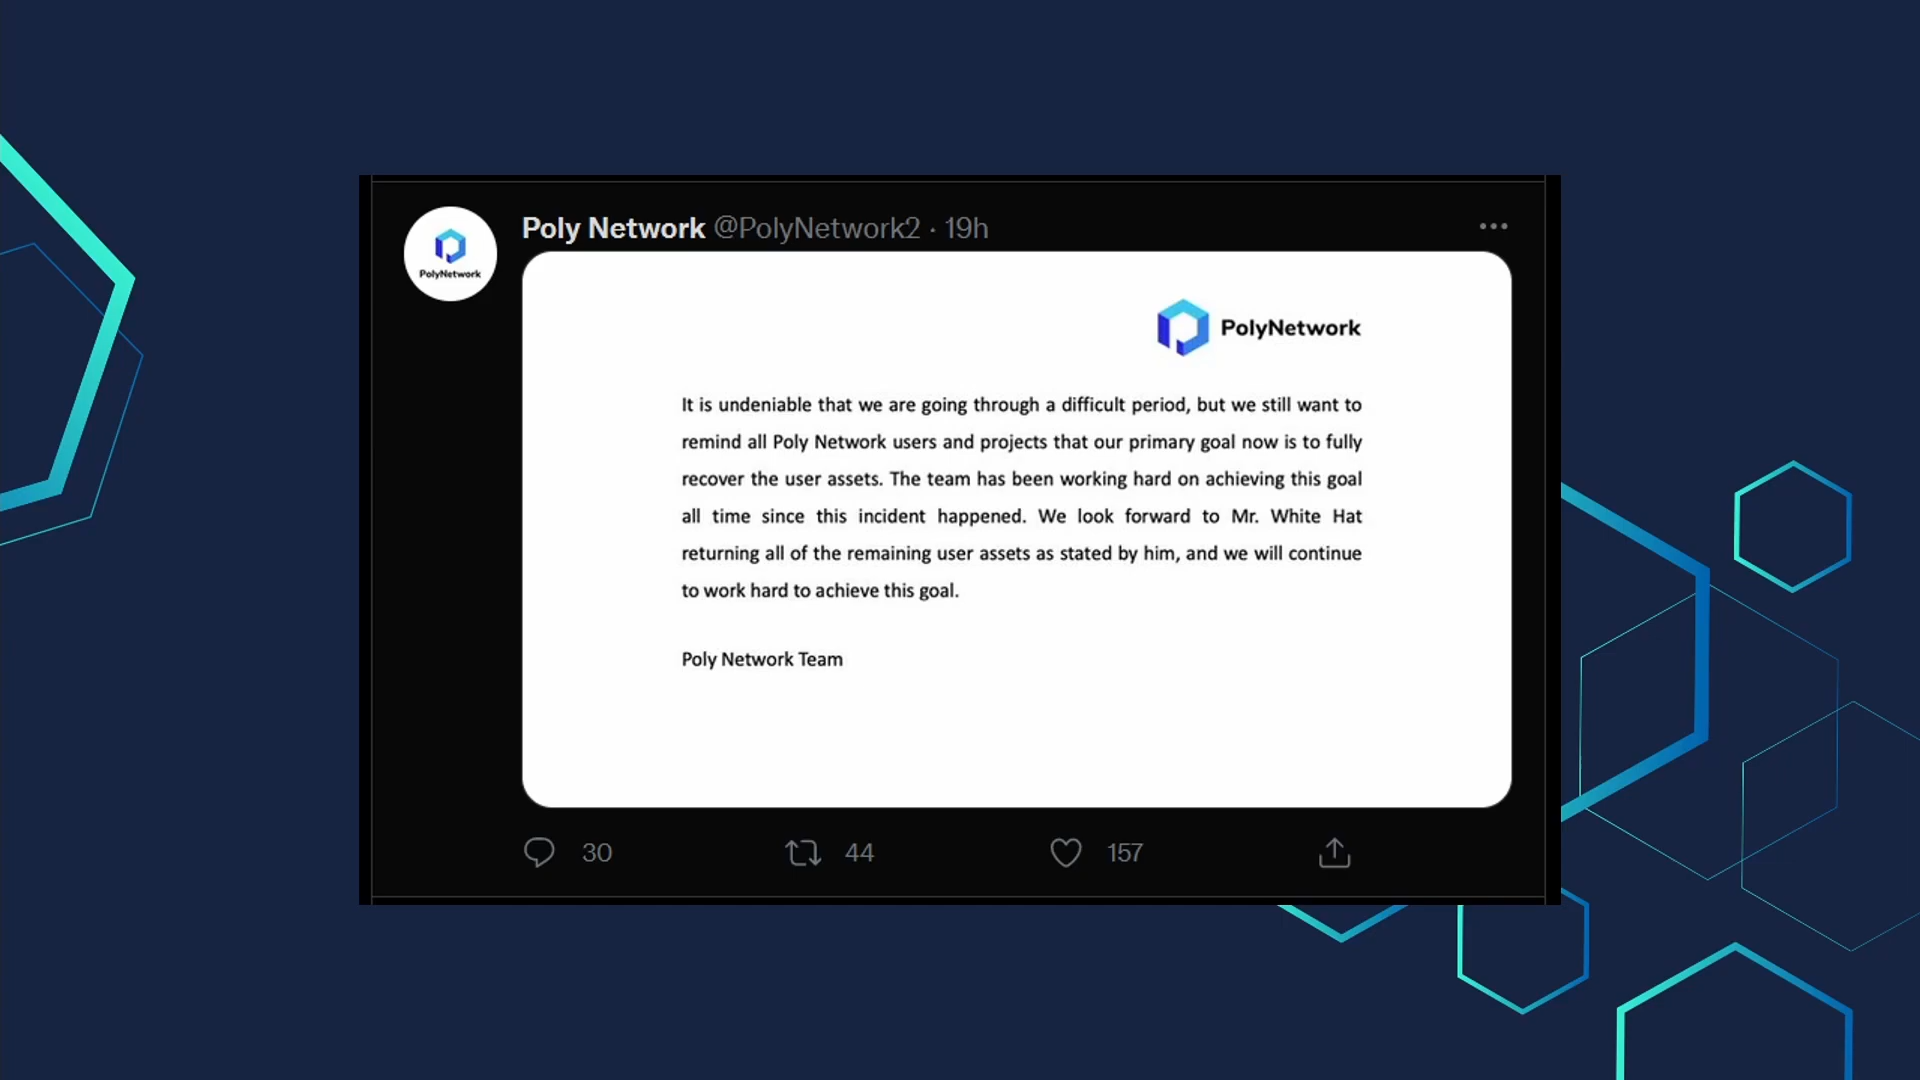 Poly Network @PolyNetwork2 · 19h
PolyNetwork
PolyNetwork
It is undeniable that we are going through a difficult period, but we still want to
remind all Poly Network users and projects that our primary goal now is to fully
recover the user assets. The team has been working hard on achieving this goal
all time since this incident happened. We look forward to Mr. White Hat
returning all of the remaining user assets as stated by him, and we will continue
to work hard to achieve this goal.
Poly Network Team
30 44 157